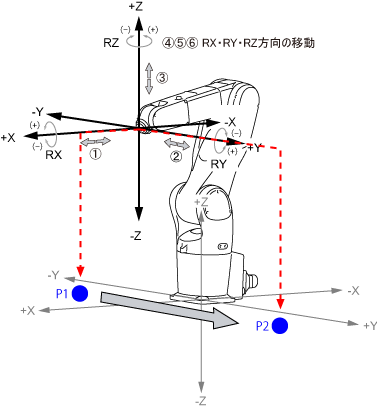 +Z
(−) (+)
RZ ④⑤⑥ RX・RY・RZ方向の移動
③
-Y
-X
(+)
+X
(−)
RX
①
②
(−)
(+)
+Y
RY
-Z
+Z
-Y
-X
P1
+X
P2
+Y
-Z